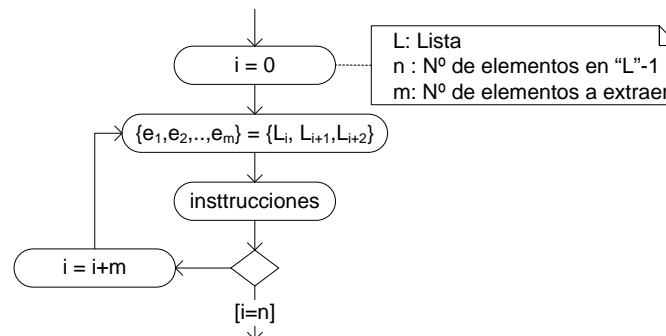 i = 0
L: Lista
n : Nº de elementos en “L”-1
m: Nº de elementos a extraer
{e₁,e₂,..,eₘ} = {Lᵢ, Lᵢ₊₁,Lᵢ₊₂}
insttrucciones
i = i+m
[i=n]